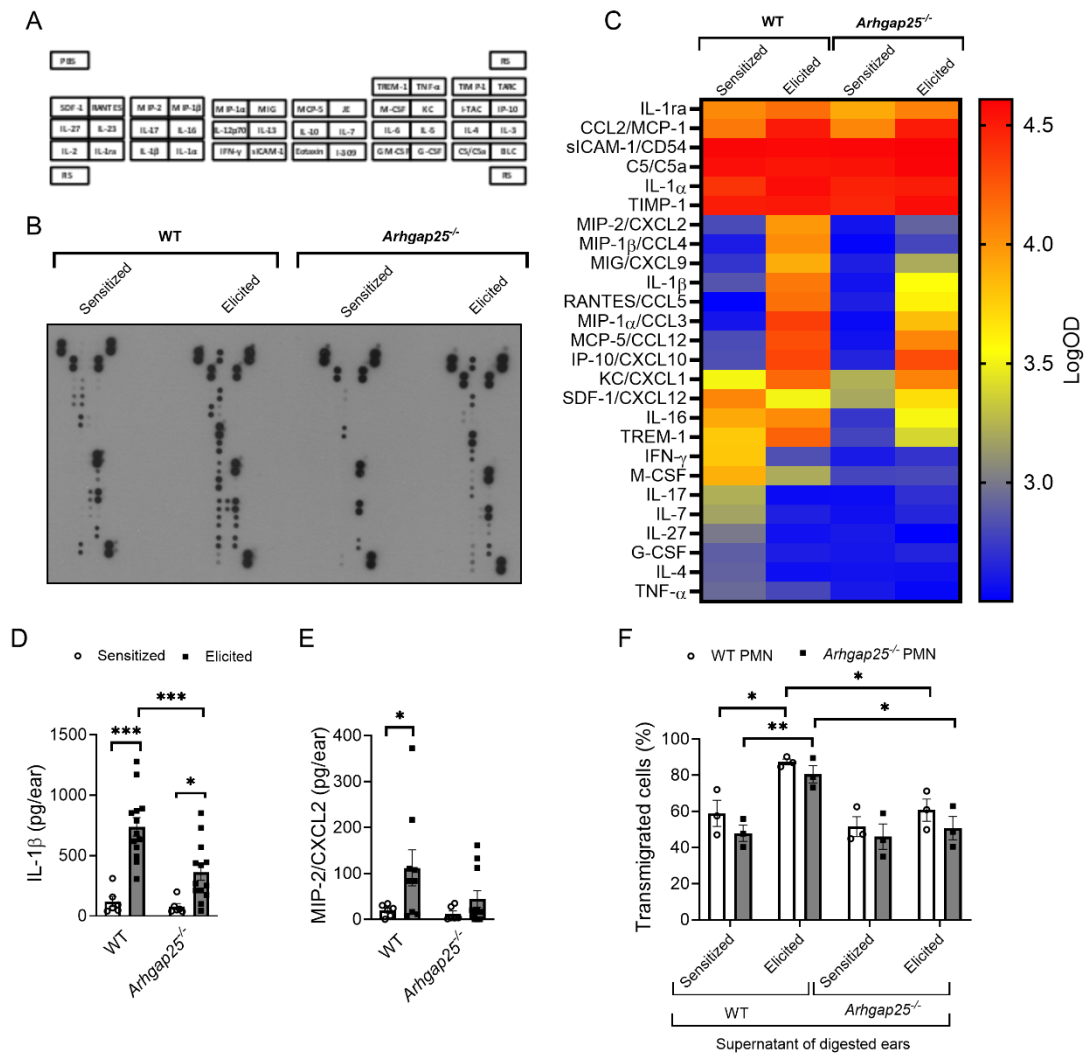 A
PBS
RS
TREM-1 TNF-α TIMP-1 TARC
SDF-1 RANTES MIP-2 MIP-1β MIP-1α MIG MCP-5 JE M-CSF KC I-TAC IP-10
IL-27 IL-23 IL-17 IL-16 IL-12p70 IL-13 IL-10 IL-7 IL-6 IL-5 IL-4 IL-3
IL-2 IL-1ra IL-1β IL-1α IFN-γ sICAM-1 Eotaxin I-309 GM-CSF G-CSF C5/C5a BLC
RS
RS
B
WT
Arhgap25-/-
Sensitized
Elicited
Sensitized
Elicited
C
WT
Arhgap25-/-
Sensitized
Elicited
Sensitized
Elicited
IL-1ra
CCL2/MCP-1
sICAM-1/CD54
C5/C5a
IL-1α
TIMP-1
MIP-2/CXCL2
MIP-1β/CCL4
MIG/CXCL9
IL-1β
RANTES/CCL5
MIP-1α/CCL3
MCP-5/CCL12
IP-10/CXCL10
KC/CXCL1
SDF-1/CXCL12
IL-16
TREM-1
IFN-γ
M-CSF
IL-17
IL-7
IL-27
G-CSF
IL-4
TNF-α
4.5
4.0
3.5
3.0
LogOD
D
Sensitized
Elicited
***
***
*
1500
1000
500
0
IL-1β (pg/ear)
WT
Arhgap25-/-
E
*
400
300
200
100
0
MIP-2/CXCL2 (pg/ear)
WT
Arhgap25-/-
F
WT PMN
Arhgap25-/- PMN
*
*
**
*
100
80
60
40
20
0
Transmigrated cells (%)
Sensitized
Elicited
Sensitized
Elicited
WT
Arhgap25-/-
Supernatant of digested ears